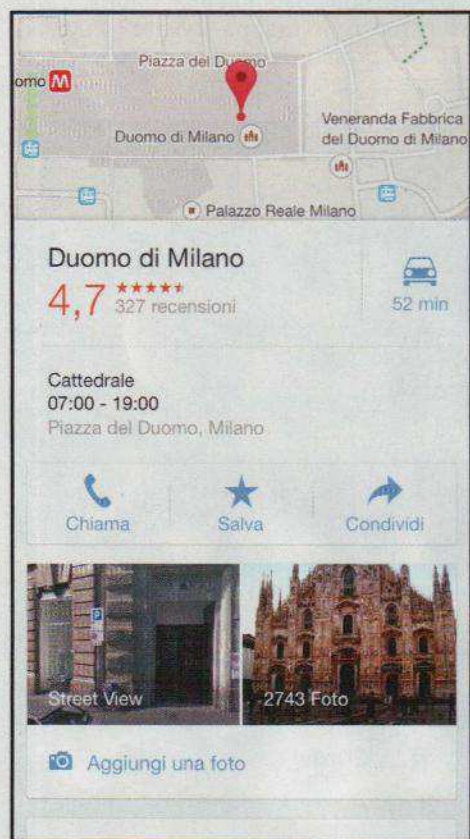 Piazza del Duomo
omo M
Duomo di Milano
Veneranda Fabbrica
del Duomo di Milano
Palazzo Reale Milano
Duomo di Milano
4,7
327 recensioni
52 min
Cattedrale
07:00 - 19:00
Piazza del Duomo, Milano
Chiama
Salva
Condividi
P
Street View
2743 Foto
Aggiungi una foto